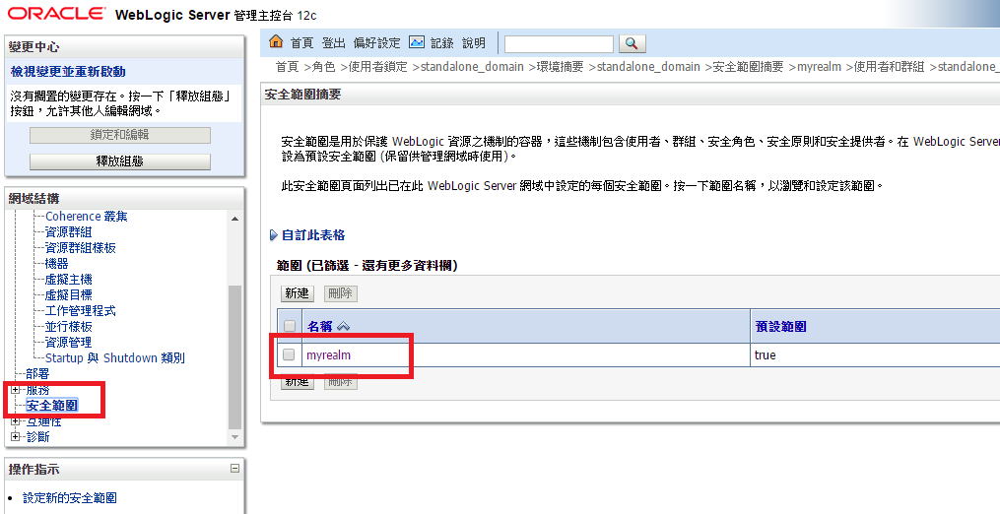 ORACLE WebLogic Server 管理主控台 12c
變更中心
檢視變更並重新啟動
沒有擱置的變更存在。按一下「釋放組態」
按鈕，允許其他人編輯網域。
鎖定和編輯
釋放組態
網域結構
Coherence 叢集
資源群組
資源群組樣板
機器
虛擬主機
虛擬目標
工作管理程式
並行樣板
資源管理
Startup 與 Shutdown 類別
部署
服務
安全範圍
互通性
診斷
操作指示
設定新的安全範圍
首頁 登出 偏好設定 記錄 說明
首頁 >角色 >使用者鎖定 >standalone_domain >環境摘要 >standalone_domain >安全範圍摘要 >myrealm >使用者和群組 >standalone_
安全範圍摘要
安全範圍是用於保護 WebLogic 資源之機制的容器，這些機制包含使用者、群組、安全角色、安全原則和安全提供者。在 WebLogic Server
設為預設安全範圍 (保留供管理網域時使用)。
此安全範圍頁面列出已在此 WebLogic Server 網域中設定的每個安全範圍。按一下範圍名稱，以瀏覽和設定該範圍。
自訂此表格
範圍 (已篩選 - 還有更多資料欄)
新建 刪除
名稱 預設範圍
myrealm true
新建 刪除